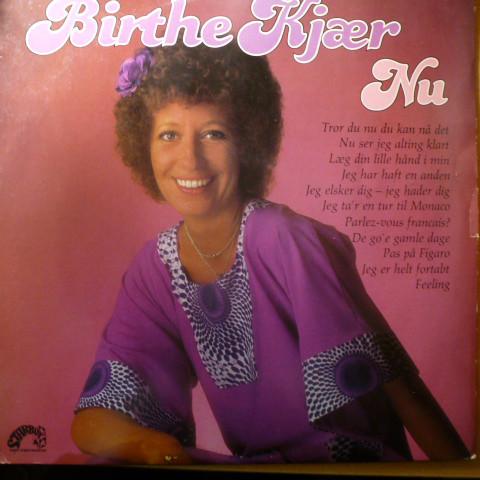 Birthe Kjær
Nu
Tror du nu du kan nå det
Nu ser jeg alting klart
Læg din lille hånd i min
Jeg har haft en anden
Jeg elsker dig – jeg hader dig
Jeg ta'r en tur til Monaco
Parlez-vous francais?
De go'e gamle dage
Pas på Figaro
Jeg er helt fortabt
Feeling